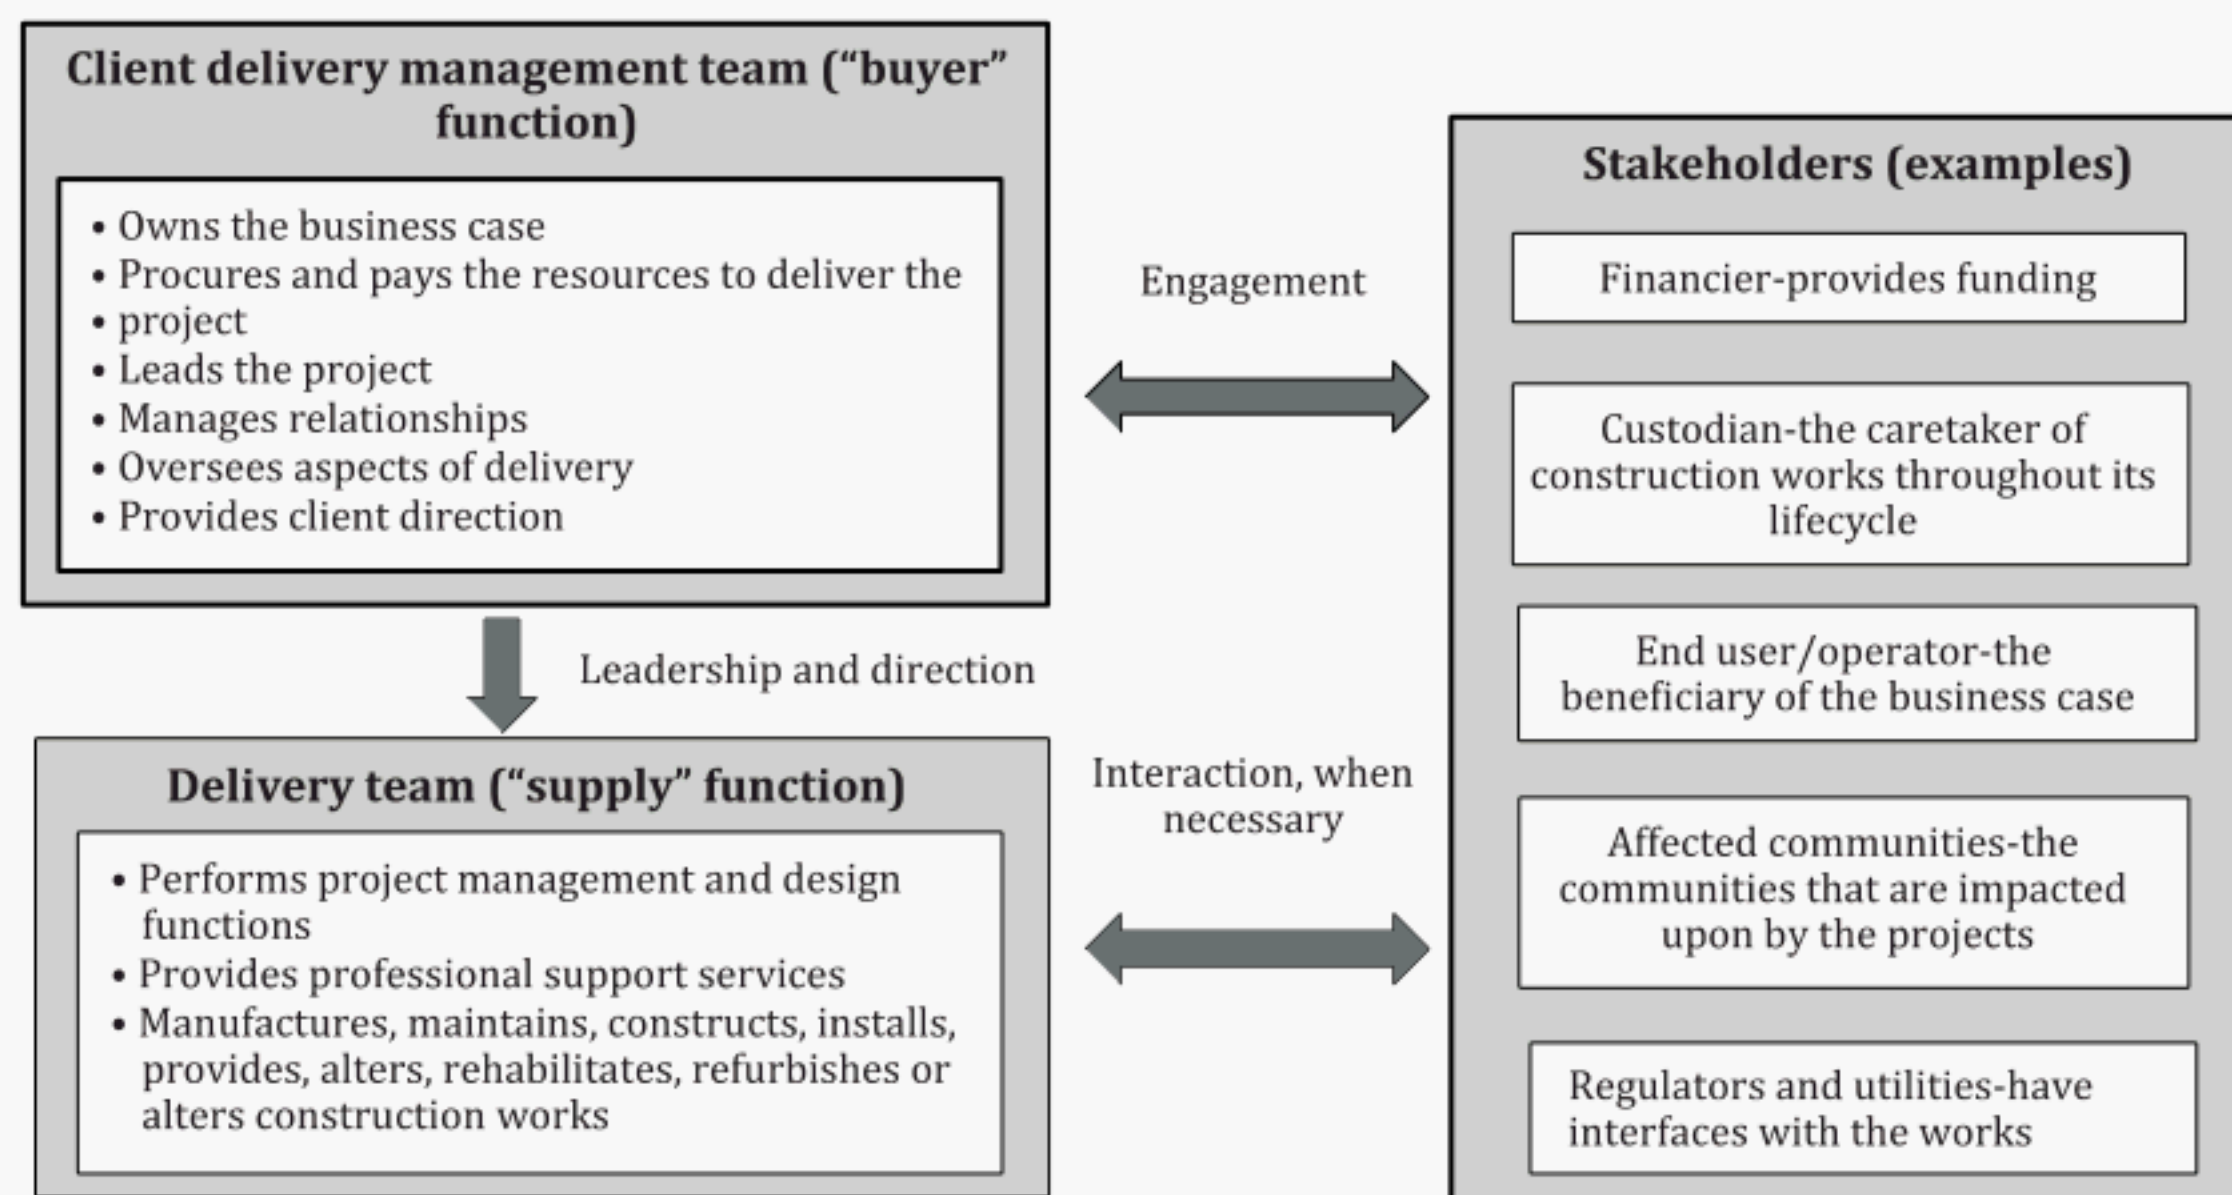 Client delivery management team (“buyer”
function)
• Owns the business case
• Procures and pays the resources to deliver the
• project
• Leads the project
• Manages relationships
• Oversees aspects of delivery
• Provides client direction
Engagement
Leadership and direction
Delivery team (“supply” function)
• Performs project management and design
functions
• Provides professional support services
• Manufactures, maintains, constructs, installs,
provides, alters, rehabilitates, refurbishes or
alters construction works
Interaction, when
necessary
Stakeholders (examples)
Financier-provides funding
Custodian-the caretaker of
construction works throughout its
lifecycle
End user/operator-the
beneficiary of the business case
Affected communities-the
communities that are impacted
upon by the projects
Regulators and utilities-have
interfaces with the works